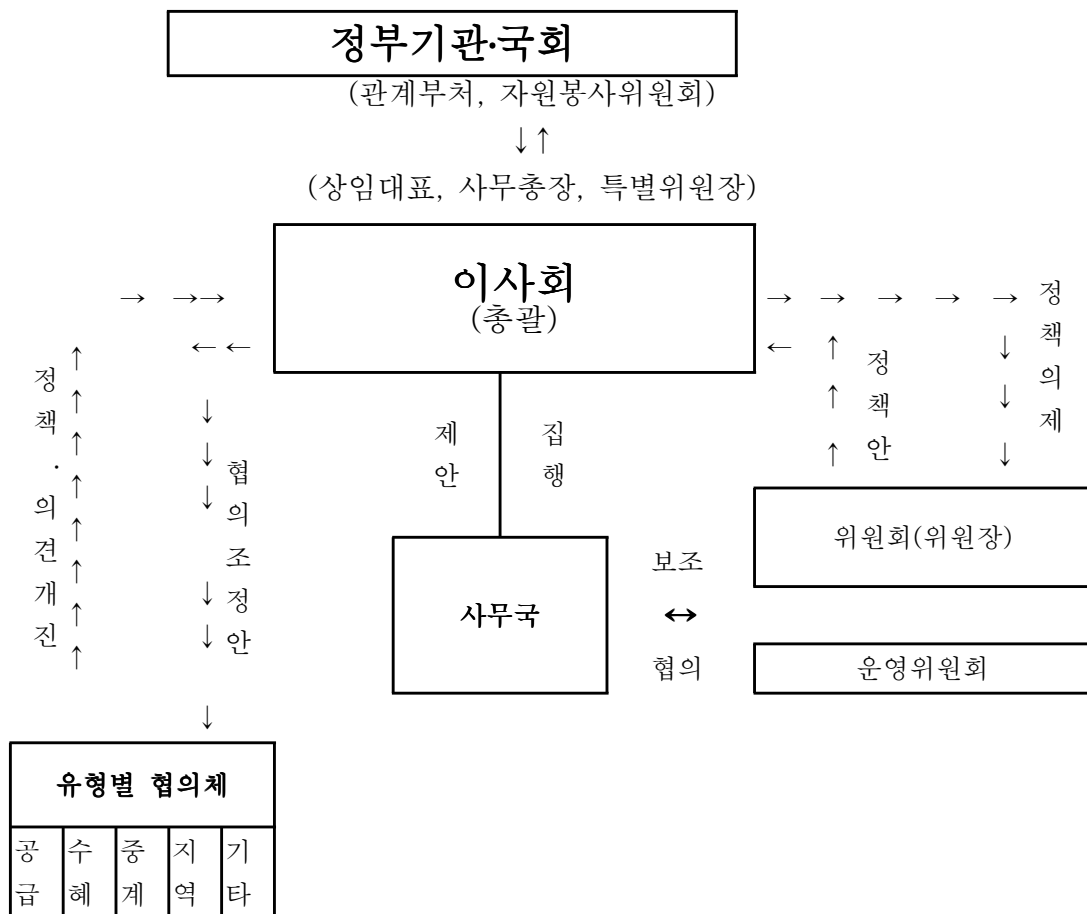 정부기관·국회
(관계부처, 자원봉사위원회)
↓↑
(상임대표, 사무총장, 특별위원장)
이사회
(총괄)
→ →→
←←
→ → → → →
←
정책·의견개진
↑↑↑↑↑↑↑↑
↓↓↓↓↓↓
협의조정안
제안
집행
↑↑↑↑
정책안
↓↓↓↓
정책의제
위원회(위원장)
사무국
보조
↔
협의
운영위원회
유형별 협의체
공급
수혜
중계
지역
기타